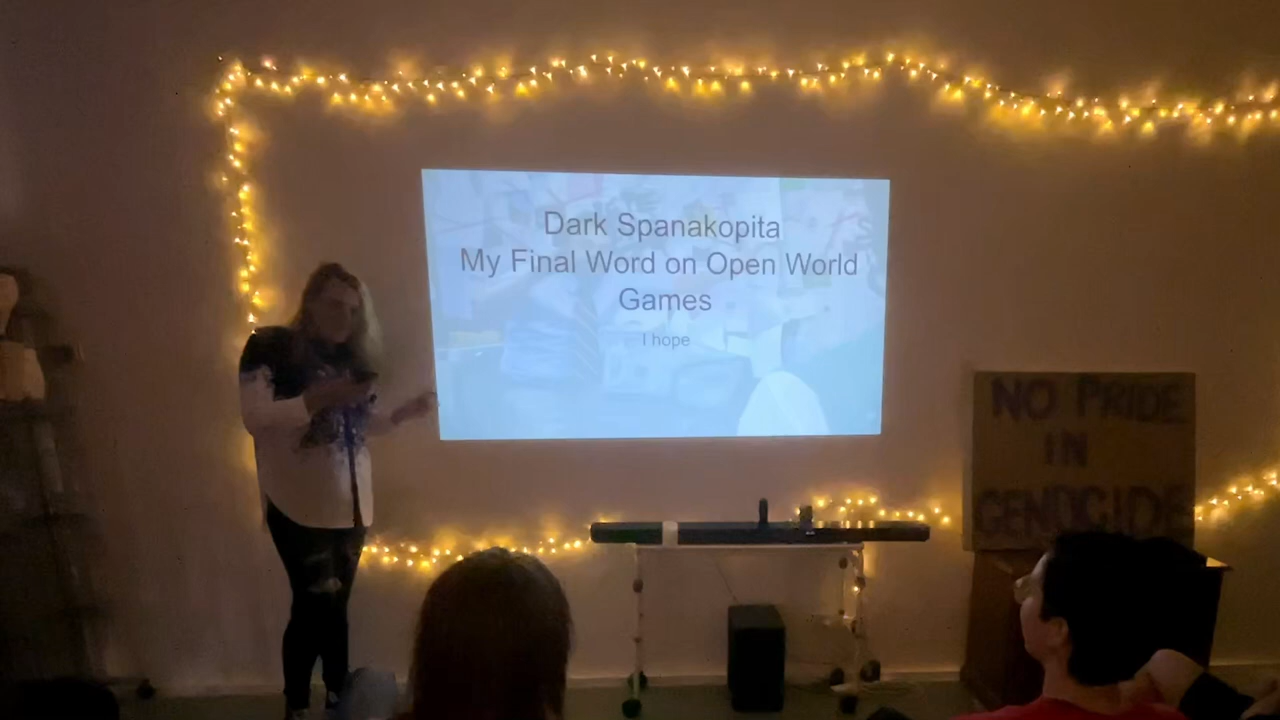 Dark Spanakopita
My Final Word on Open World
Games
I hope
NO PRIDE
IN
GENOCIDE